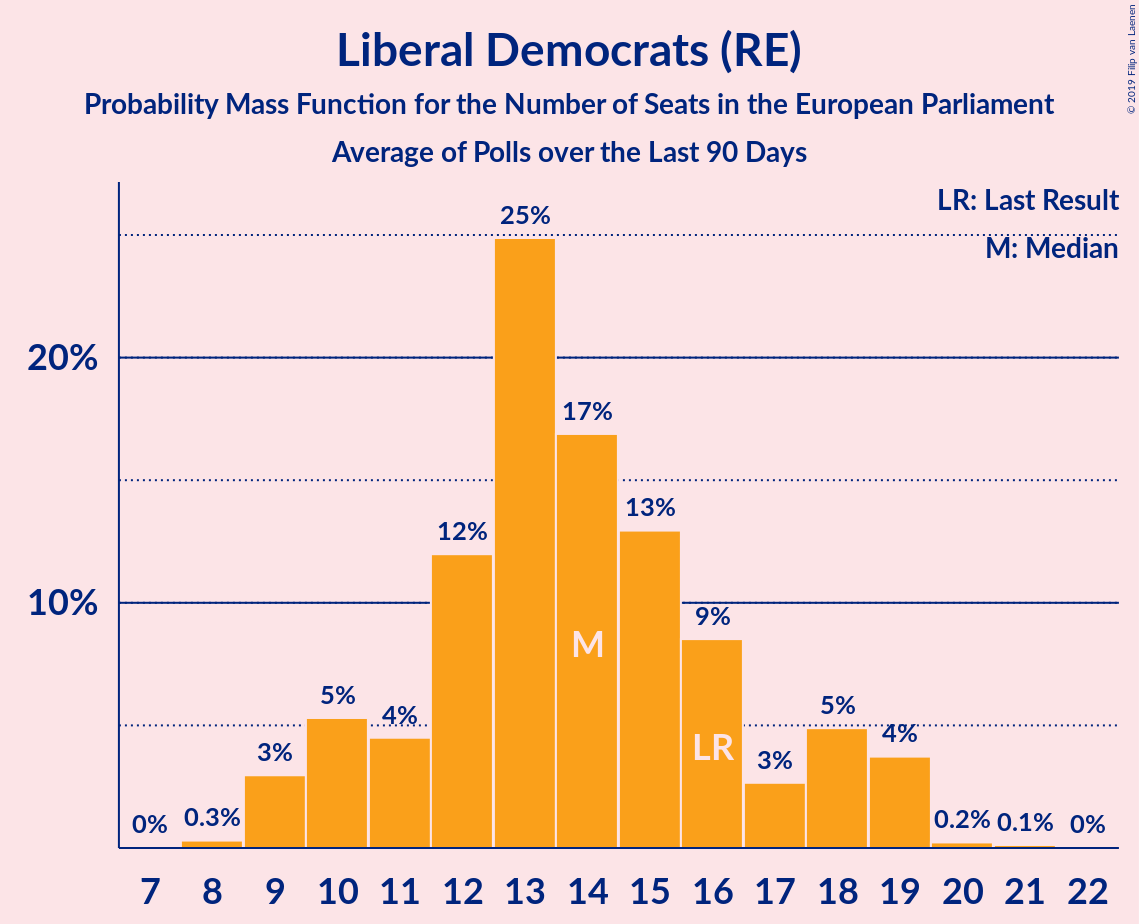 Liberal Democrats (RE)
Probability Mass Function for the Number of Seats in the European Parliament
Average of Polls over the Last 90 Days
© 2019 Filip van Laenen
LR: Last Result
M: Median
20%
10%
0%
0.3%
3%
5%
4%
12%
25%
17%
13%
9%
3%
5%
4%
0.2%
0.1%
0%
M
LR
7 8 9 10 11 12 13 14 15 16 17 18 19 20 21 22